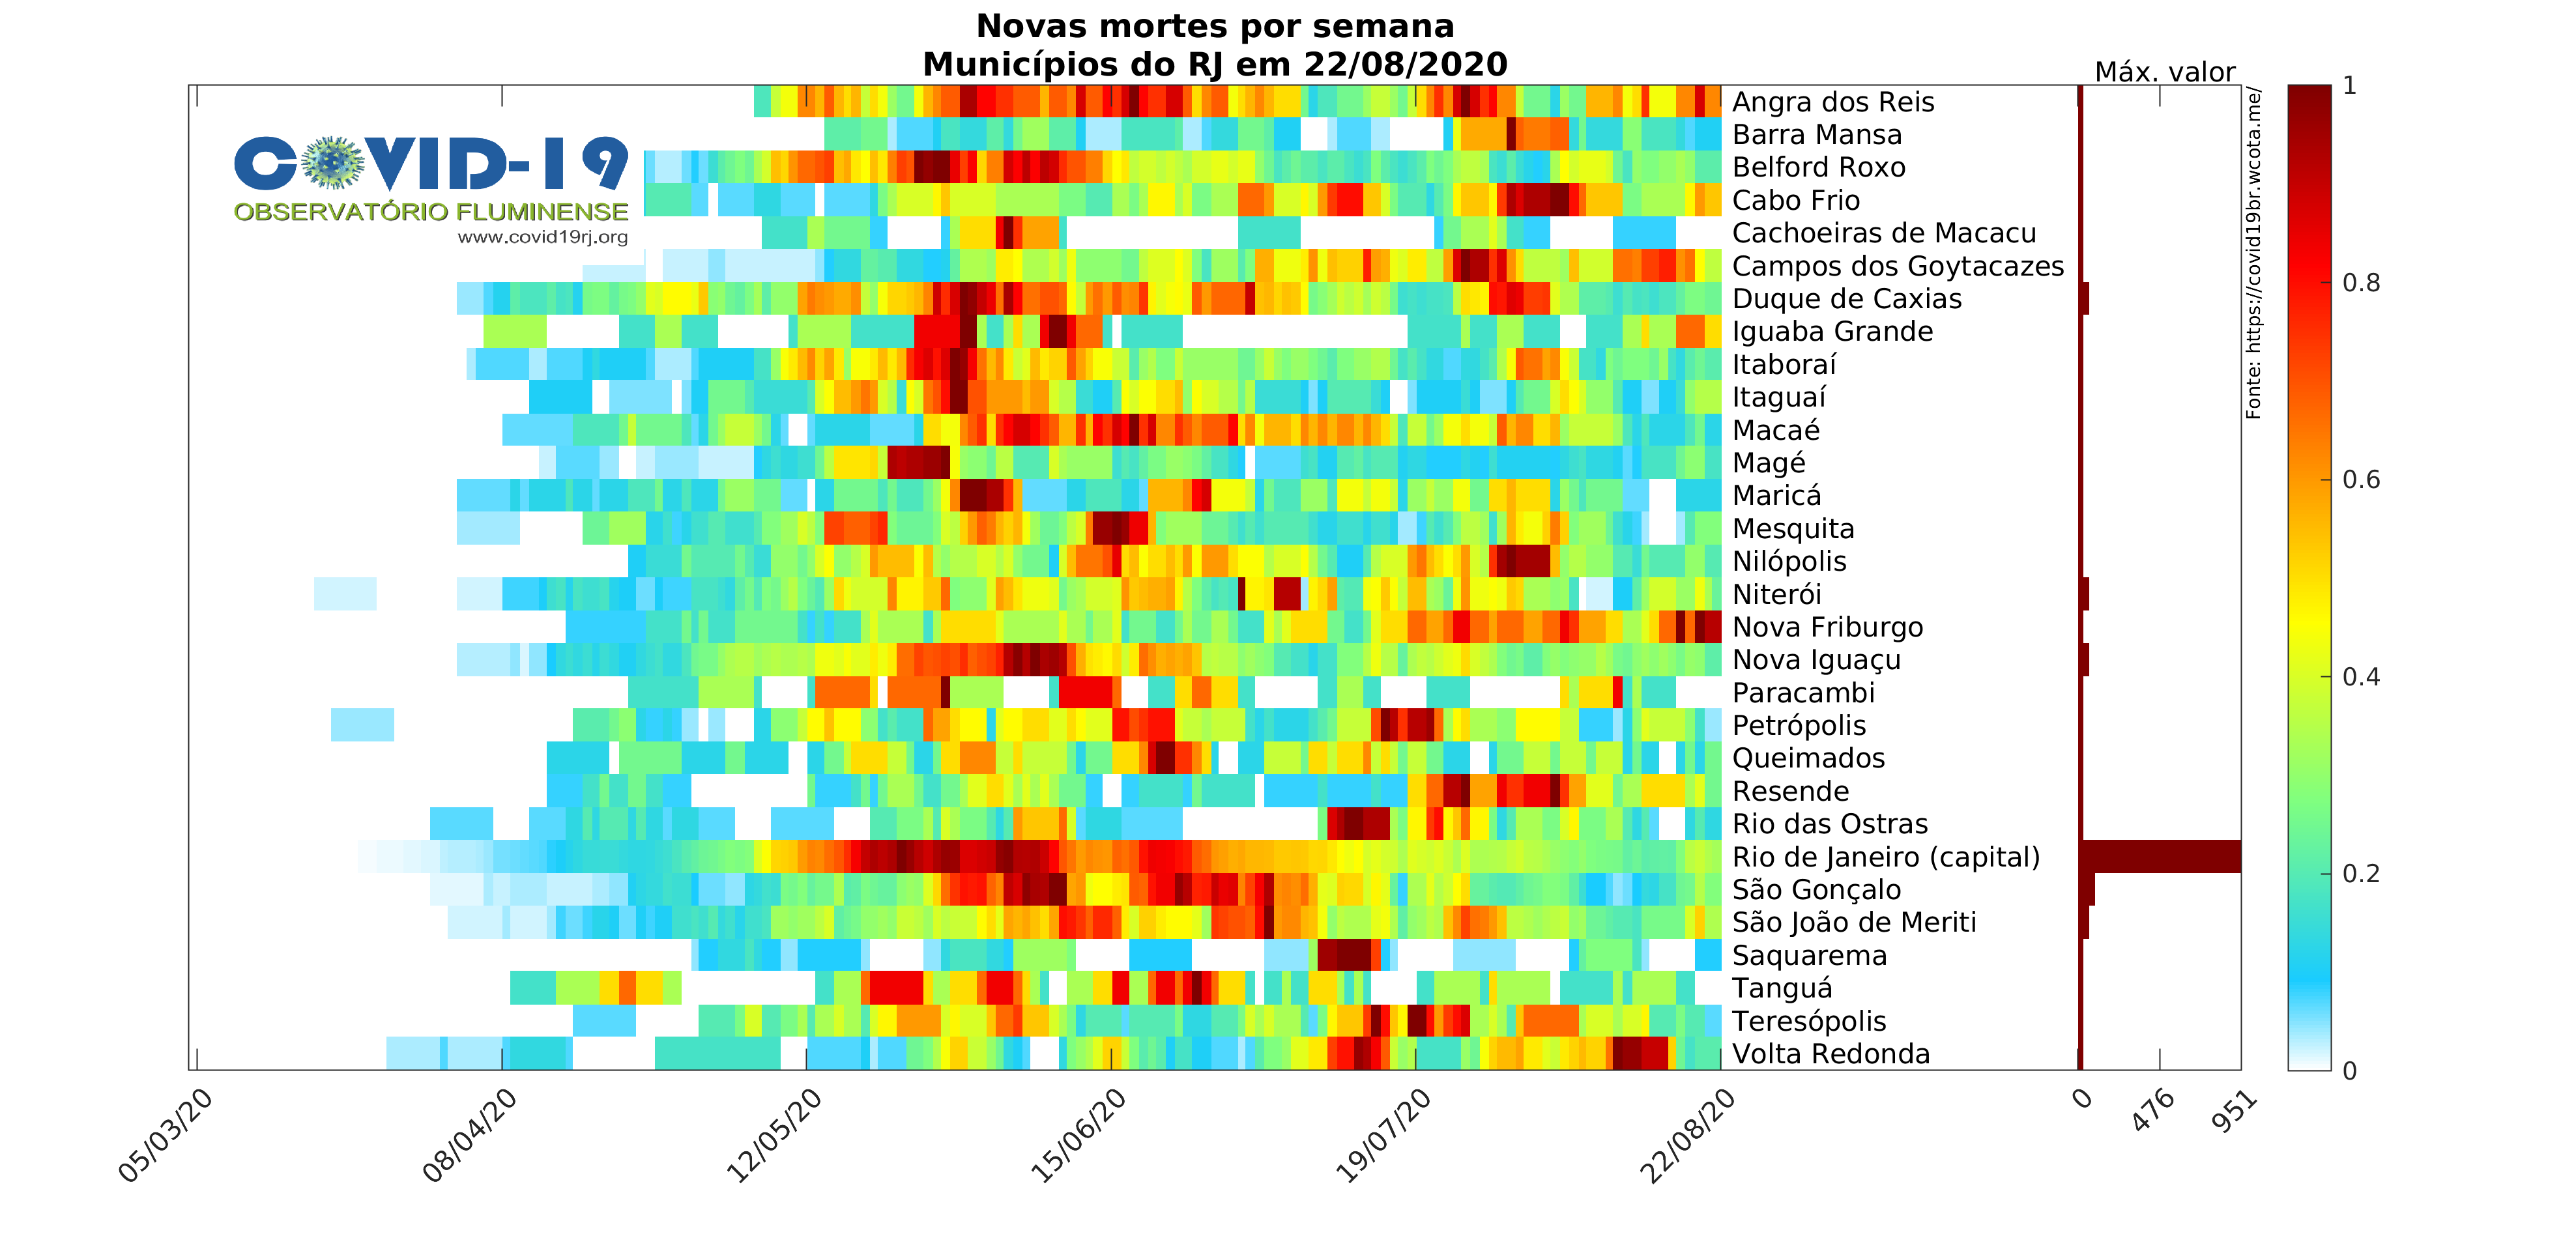 Novas mortes por semana
Municípios do RJ em 22/08/2020
Máx. valor
COVID-19
OBSERVATÓRIO FLUMINENSE
www.covid19rj.org
Angra dos Reis
Barra Mansa
Belford Roxo
Cabo Frio
Cachoeiras de Macacu
Campos dos Goytacazes
Duque de Caxias
Iguaba Grande
Itaboraí
Itaguaí
Macaé
Magé
Maricá
Mesquita
Nilópolis
Niterói
Nova Friburgo
Nova Iguaçu
Paracambi
Petrópolis
Queimados
Resende
Rio das Ostras
Rio de Janeiro (capital)
São Gonçalo
São João de Meriti
Saquarema
Tanguá
Teresópolis
Volta Redonda
Fonte: https://covid19br.wcota.me/
1
0.8
0.6
0.4
0.2
0
05/03/20
08/04/20
12/05/20
15/06/20
19/07/20
22/08/20
0
476
951